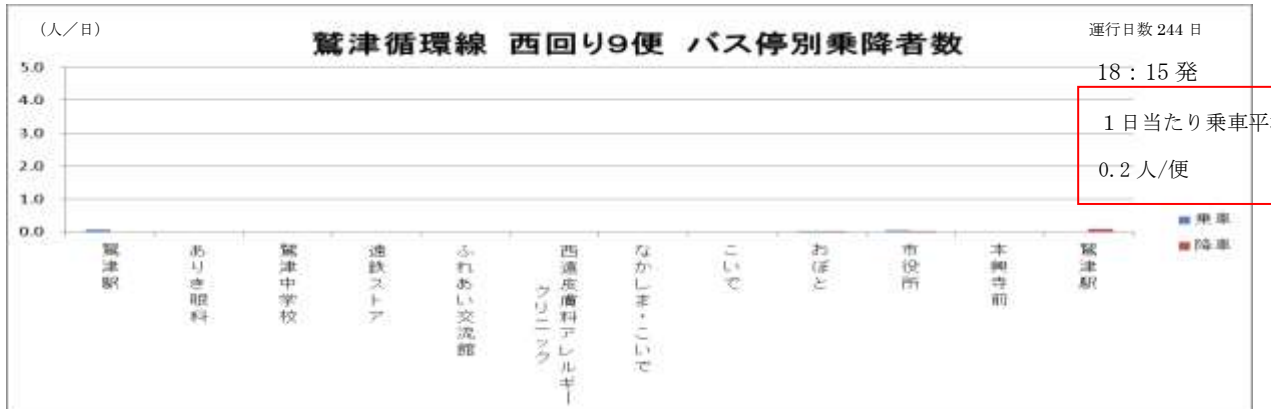 （人／日）
鷲津循環線 西回り9便 バス停別乗降者数
運行日数 244 日
18：15 発
1 日当たり乗車平
0.2 人/便
5.0
4.0
3.0
2.0
1.0
0.0
鷲津駅
ありき眼科
鷲津中学校
遠鉄ストア
ふれあい交流館
西遠皮膚科アレルギー
クリニック
なかしま・こいで
こいで
おぼと
市役所
本興寺前
鷲津駅
乗車
降車